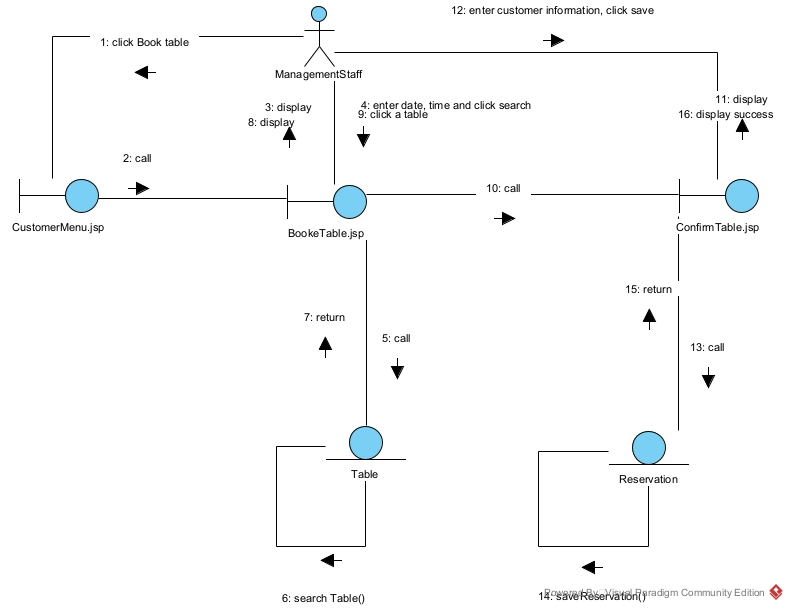 12: enter customer information, click save
1: click Book table
ManagementStaff
11: display
16: display success
3: display
8: display
4: enter date, time and click search
9: click a table
2: call
10: call
CustomerMenu.jsp
BookeTable.jsp
ConfirmTable.jsp
7: return
5: call
15: return
13: call
Table
Reservation
6: search Table()
14: saveReservation()
Powered By Visual Paradigm Community Edition